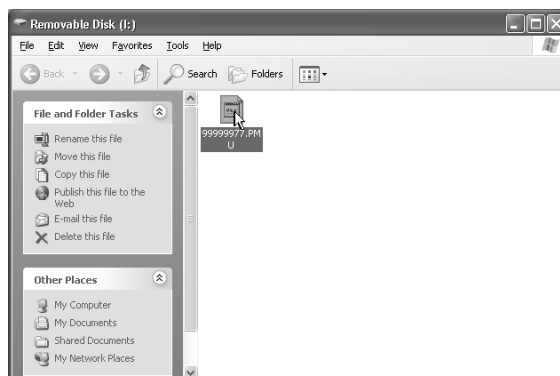 Removable Disk (I:)
File Edit View Favorites Tools Help
Back Search Folders
File and Folder Tasks
Rename this file
Move this file
Copy this file
Publish this file to the
Web
E-mail this file
Delete this file
99999977.PM
U
Other Places
My Computer
My Documents
Shared Documents
My Network Places